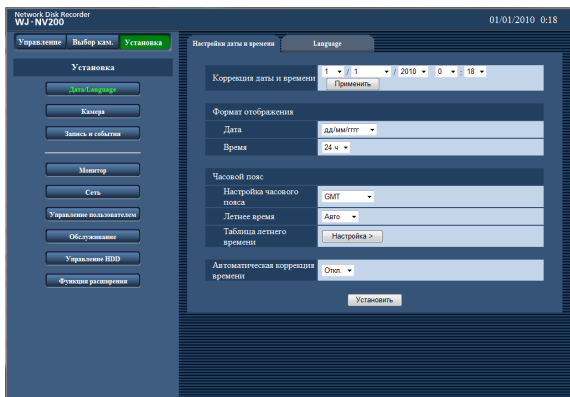 Network Disk Recorder
WJ-NV200
01/01/2010 0:18
Управление Выбор кам. Установка
Установка
Дата/Language
Камера
Запись и события
Монитор
Сеть
Управление пользователем
Обслуживание
Управление HDD
Функция расширения
Настройки даты и времени Language
Коррекция даты и времени 1 / 1 / 2010 0 : 18
Применить
Формат отображения
Дата дд/мм/гггг
Время 24 ч
Часовой пояс
Настройка часового
пояса GMT
Летнее время Авто
Таблица летнего
времени Настройка >
Автоматическая коррекция
времени Откл.
Установить